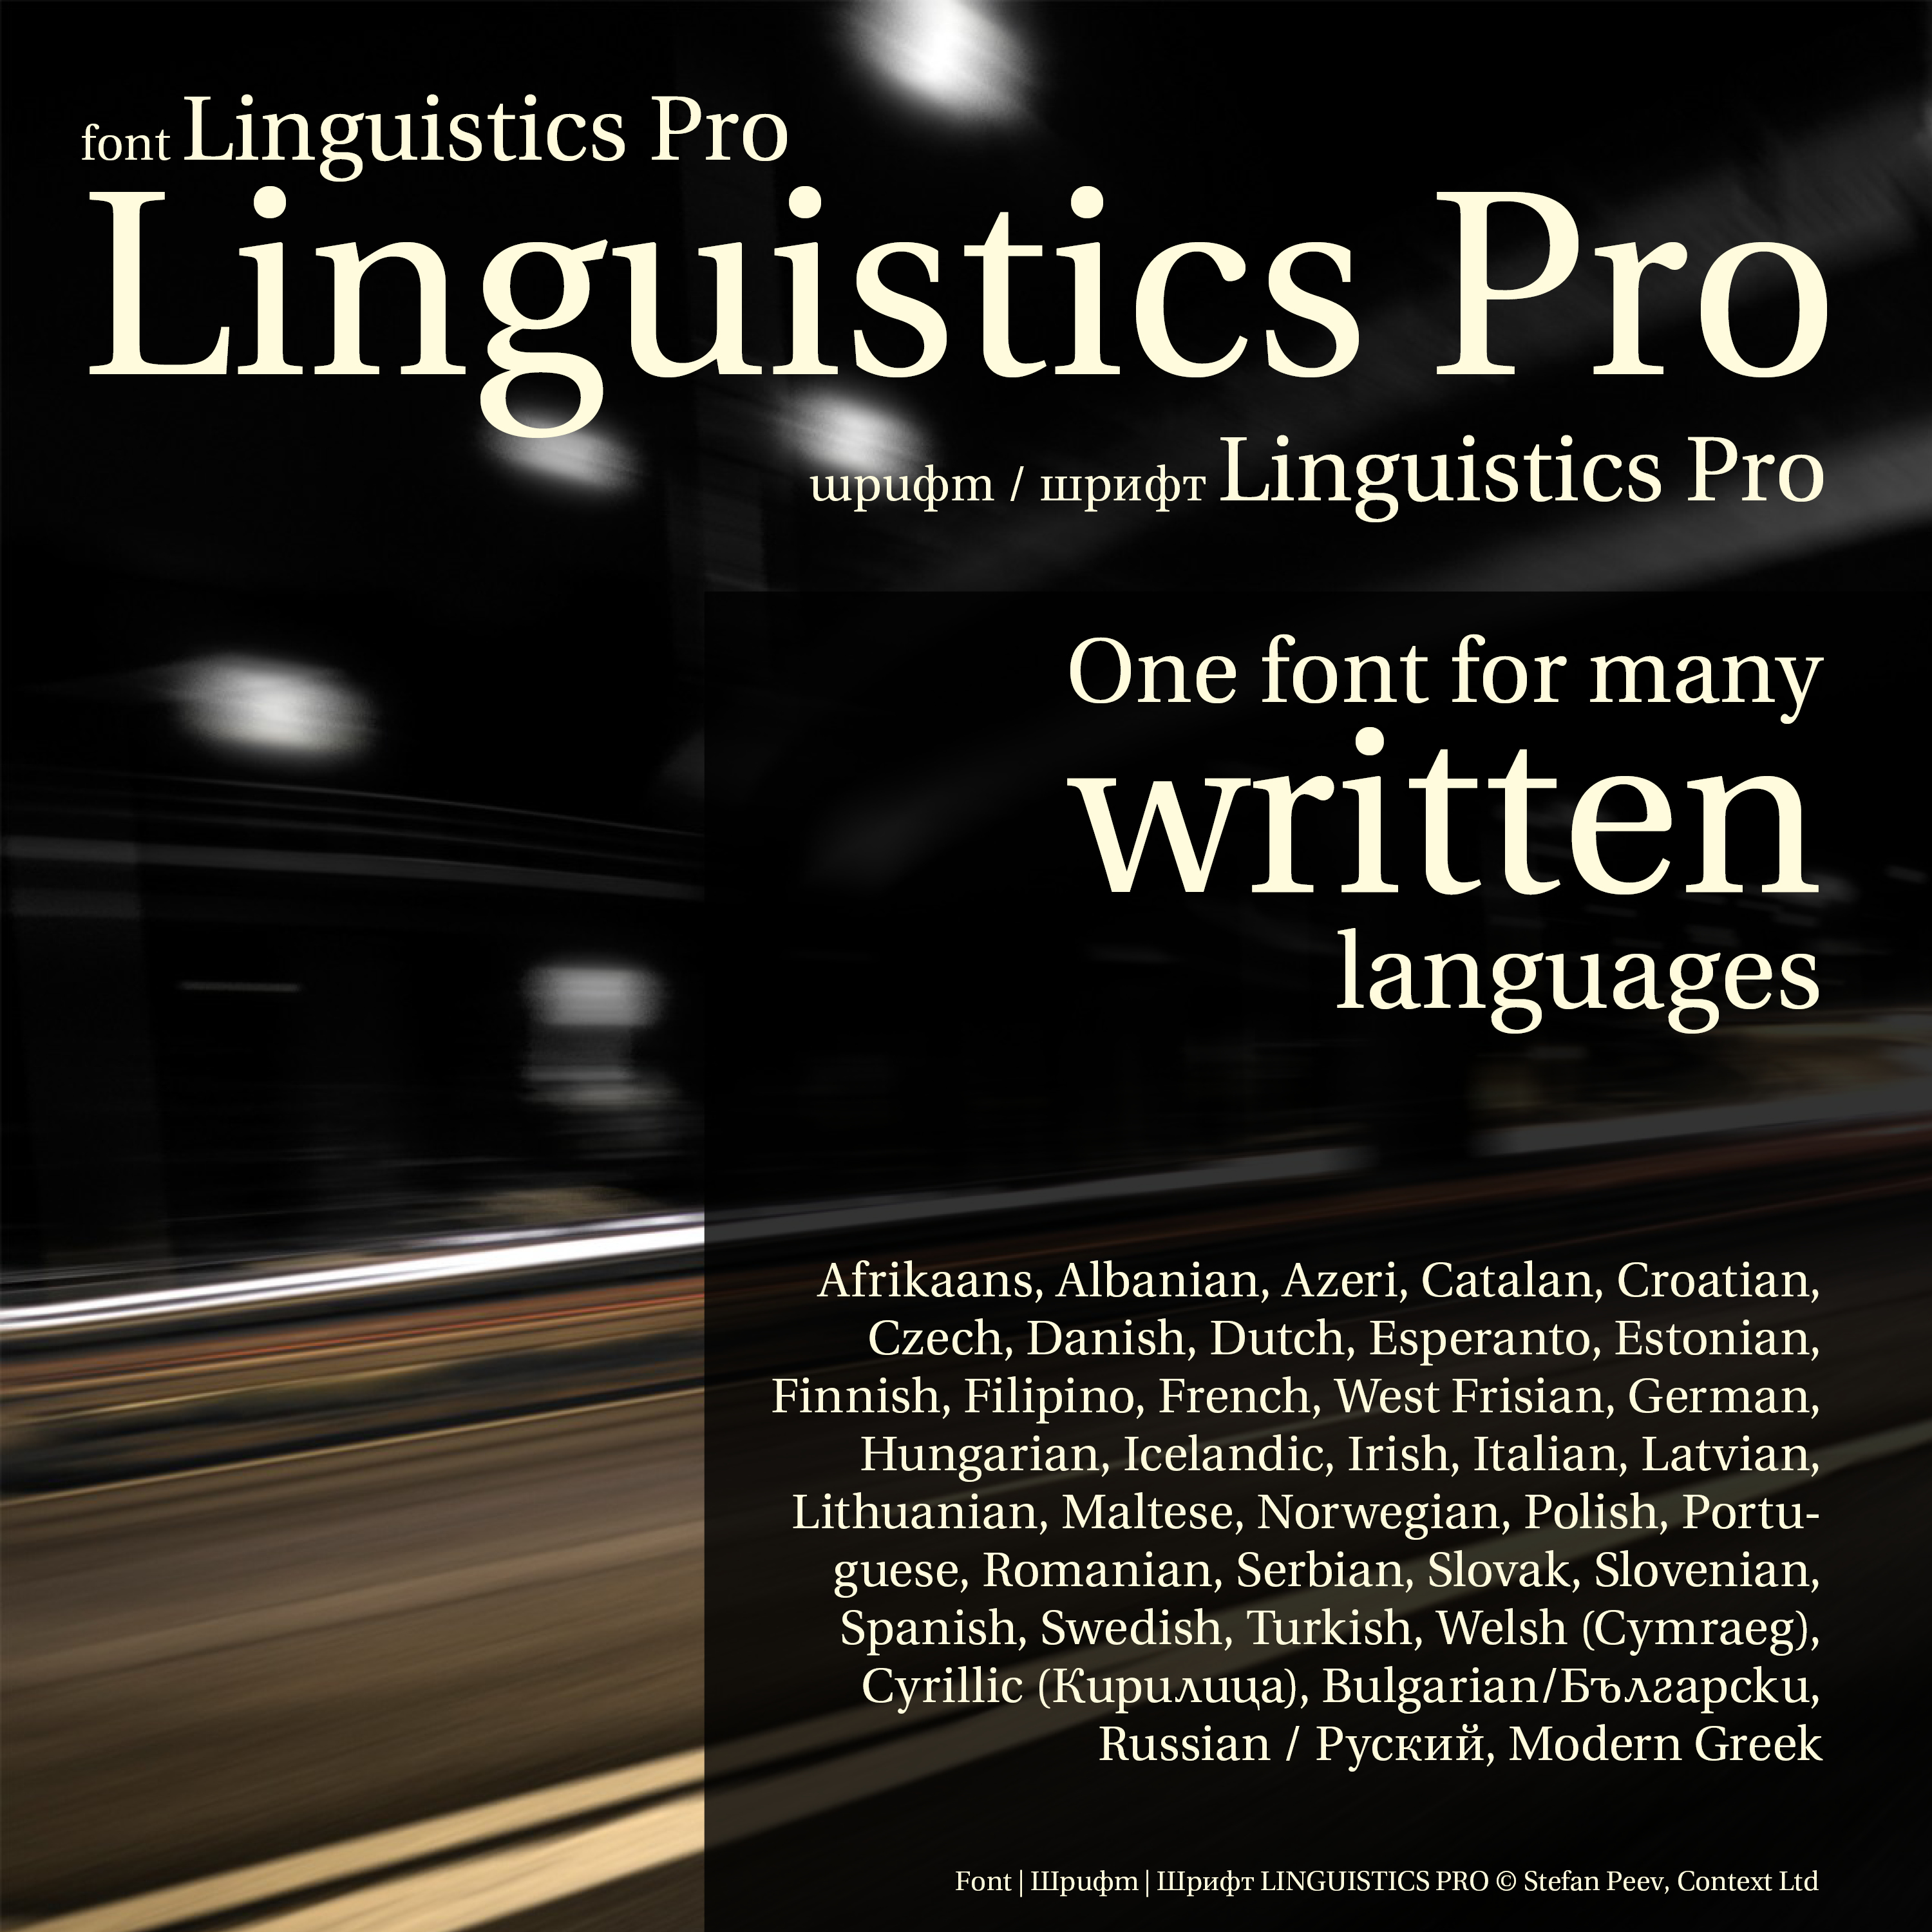 font Linguistics Pro
Linguistics Pro
шрифт / шрифт Linguistics Pro
One font for many
written
languages
Afrikaans, Albanian, Azeri, Catalan, Croatian,
Czech, Danish, Dutch, Esperanto, Estonian,
Finnish, Filipino, French, West Frisian, German,
Hungarian, Icelandic, Irish, Italian, Latvian,
Lithuanian, Maltese, Norwegian, Polish, Portu-
guese, Romanian, Serbian, Slovak, Slovenian,
Spanish, Swedish, Turkish, Welsh (Cymraeg),
Cyrillic (Кирилица), Bulgarian/Български,
Russian / Руский, Modern Greek
Font | Шрифт | Шрифт LINGUISTICS PRO © Stefan Peev, Context Ltd